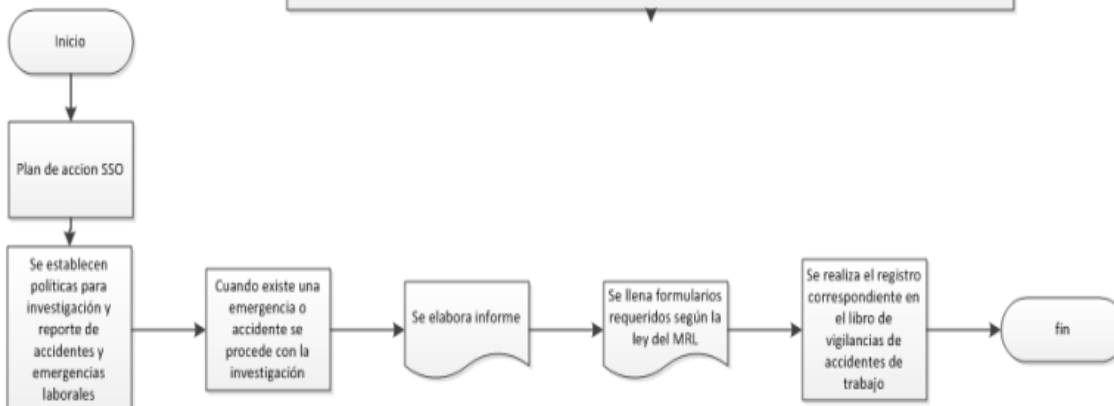 Inicio
Plan de accion SSO
Se establecen
políticas para
investigación y
reporte de
accidentes y
emergencias
laborales
Cuando existe una
emergencia o
accidente se
procede con la
investigación
Se elabora informe
Se llena formularios
requeridos según la
ley del MRL
Se realiza el registro
correspondiente en
el libro de
vigilancias de
accidentes de
trabajo
fin